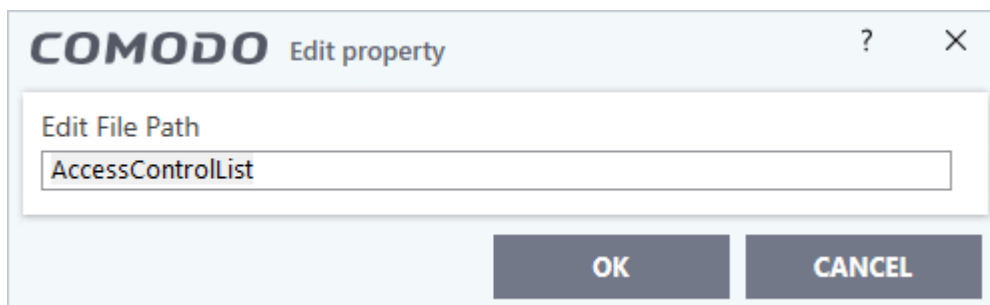 COMODO Edit property ? ×
Edit File Path
AccessControlList
OK CANCEL